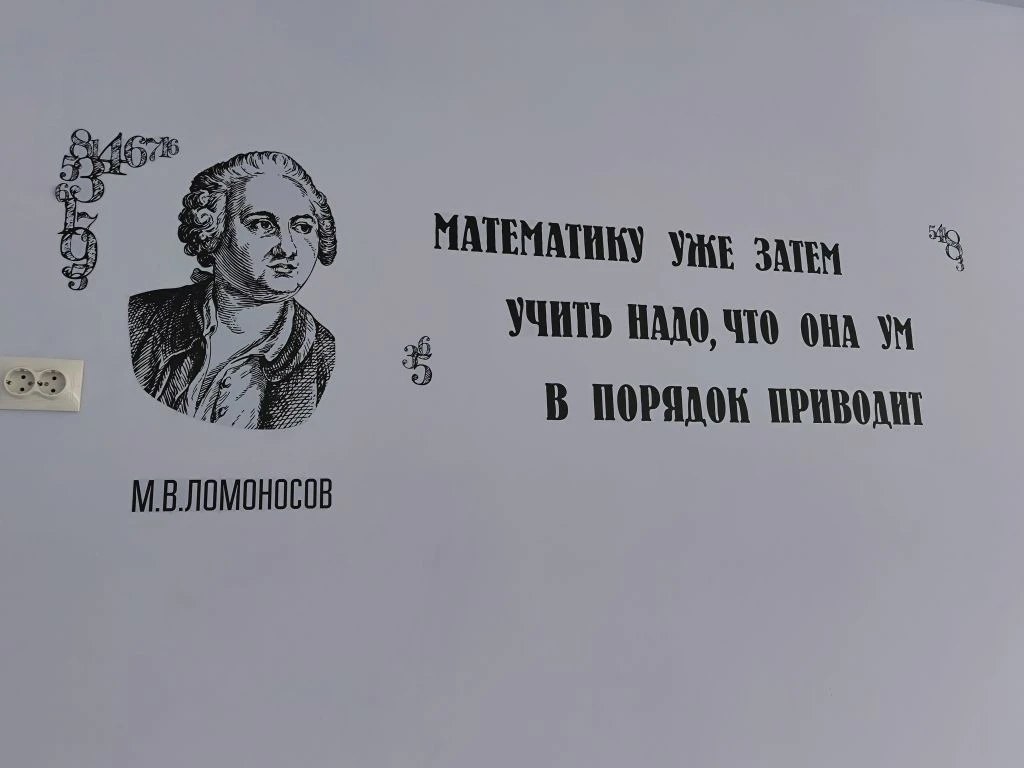 МАТЕМАТИКУ УЖЕ ЗАТЕМ
УЧИТЬ НАДО, ЧТО ОНА УМ
В ПОРЯДОК ПРИВОДИТ
М.В.ЛОМОНОСОВ